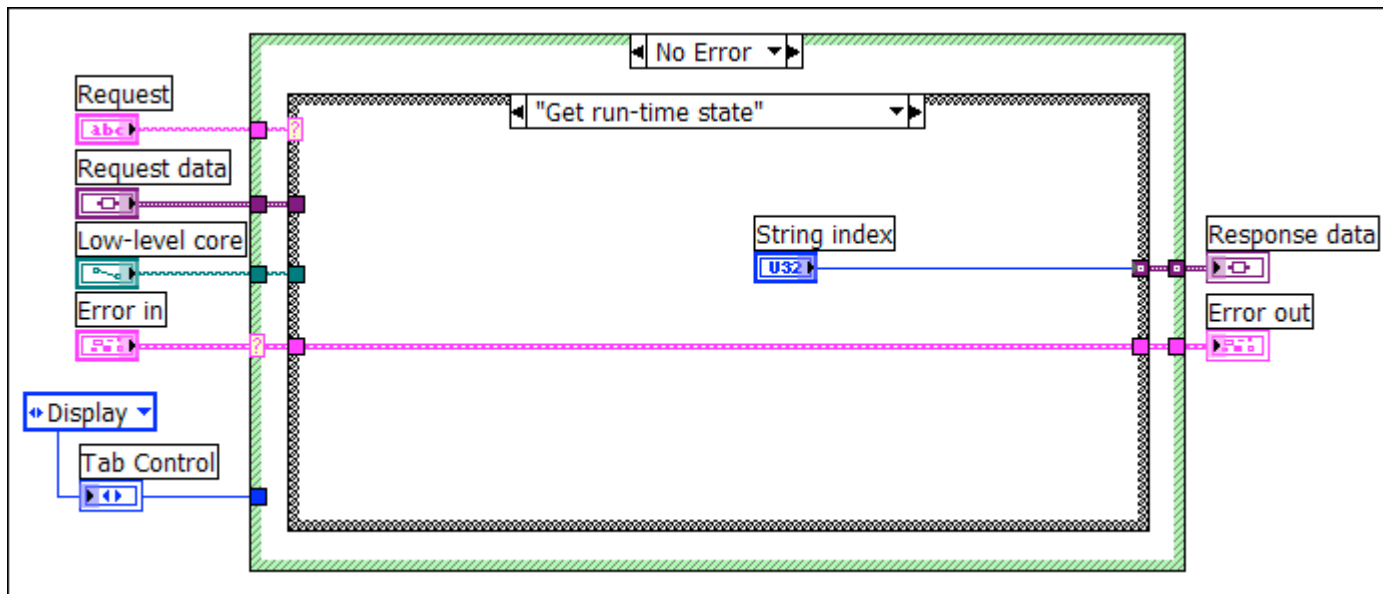 No Error
"Get run-time state"
Request
abc
?
Request data
String index
Response data
U32
Low-level core
Error in
Error out
?
Display
Tab Control